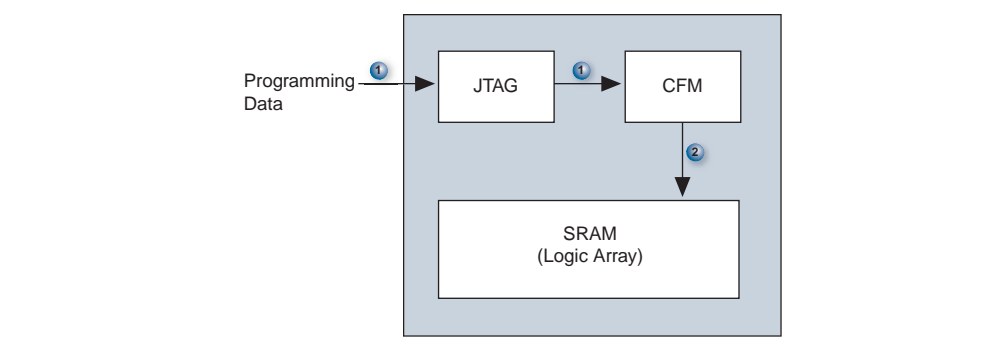 Programming
Data
1
JTAG
1
CFM
2
SRAM
(Logic Array)